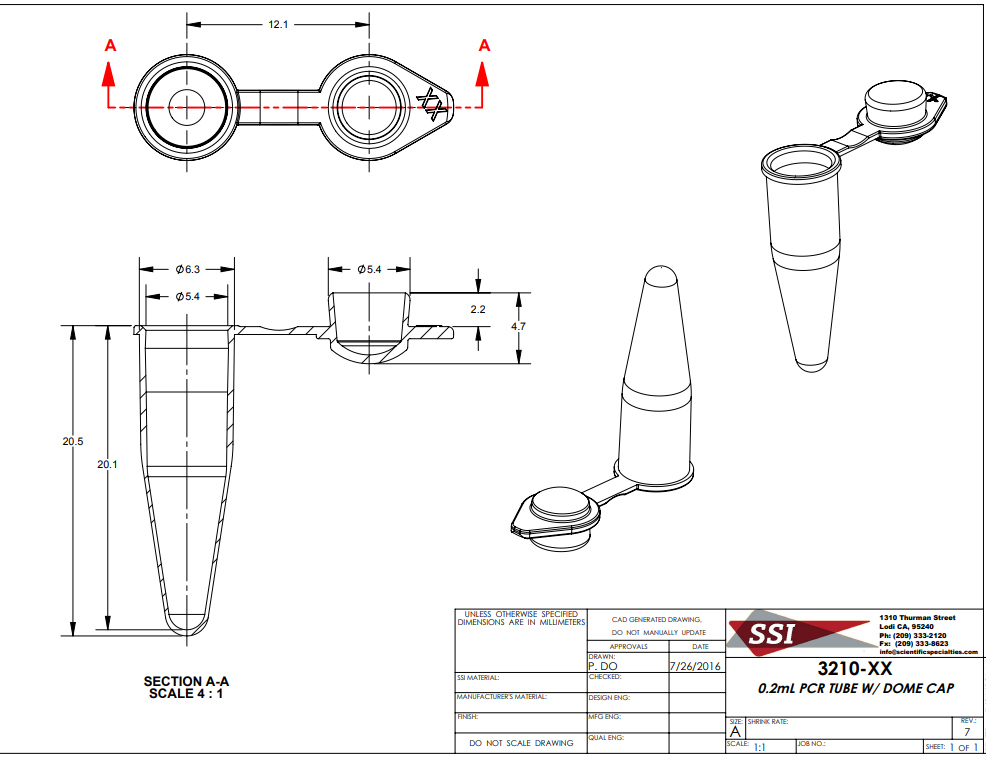 12.1
A
A
XX
X
⌀6.3
⌀5.4
⌀5.4
2.2
4.7
20.5
20.1
SECTION A-A
SCALE 4 : 1
UNLESS OTHERWISE SPECIFIED
DIMENSIONS ARE IN MILLIMETERS
CAD GENERATED DRAWING,
DO NOT MANUALLY UPDATE
APPROVALS
DATE
DRAWN:
P. DO
7/26/2016
SSI MATERIAL:
CHECKED:
MANUFACTURER'S MATERIAL:
DESIGN ENG:
FINISH:
MFG ENG:
DO NOT SCALE DRAWING
QUAL ENG:
SSI
1310 Thurman Street
Lodi CA, 95240
Ph: (209) 333-2120
Fx: (209) 333-8623
info@scientificspecialties.com
3210-XX
0.2mL PCR TUBE W/ DOME CAP
SIZE:
A
SHRINK RATE:
REV.:
7
SCALE: 1:1
JOB NO.:
SHEET: 1 OF 1